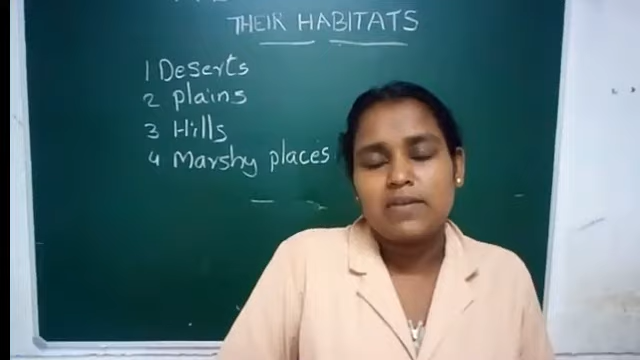 THEIR HABITATS
1 Deserts
2 plains
3 Hills
4 Marshy places